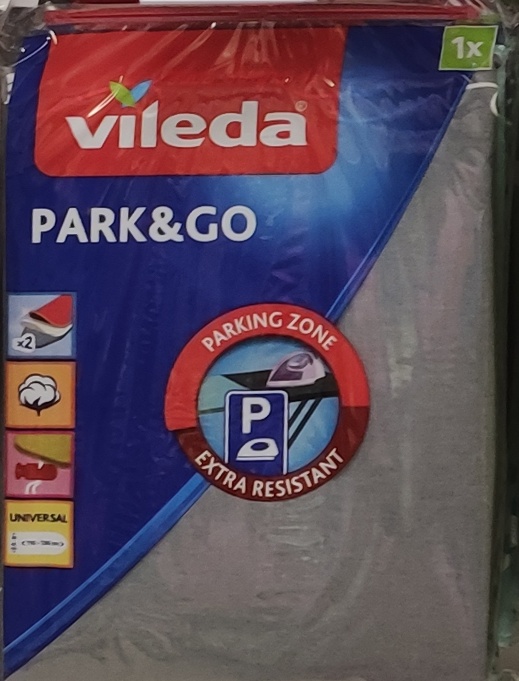 1x
vileda®
PARK&GO
x2
PARKING ZONE
P
EXTRA RESISTANT
UNIVERSAL